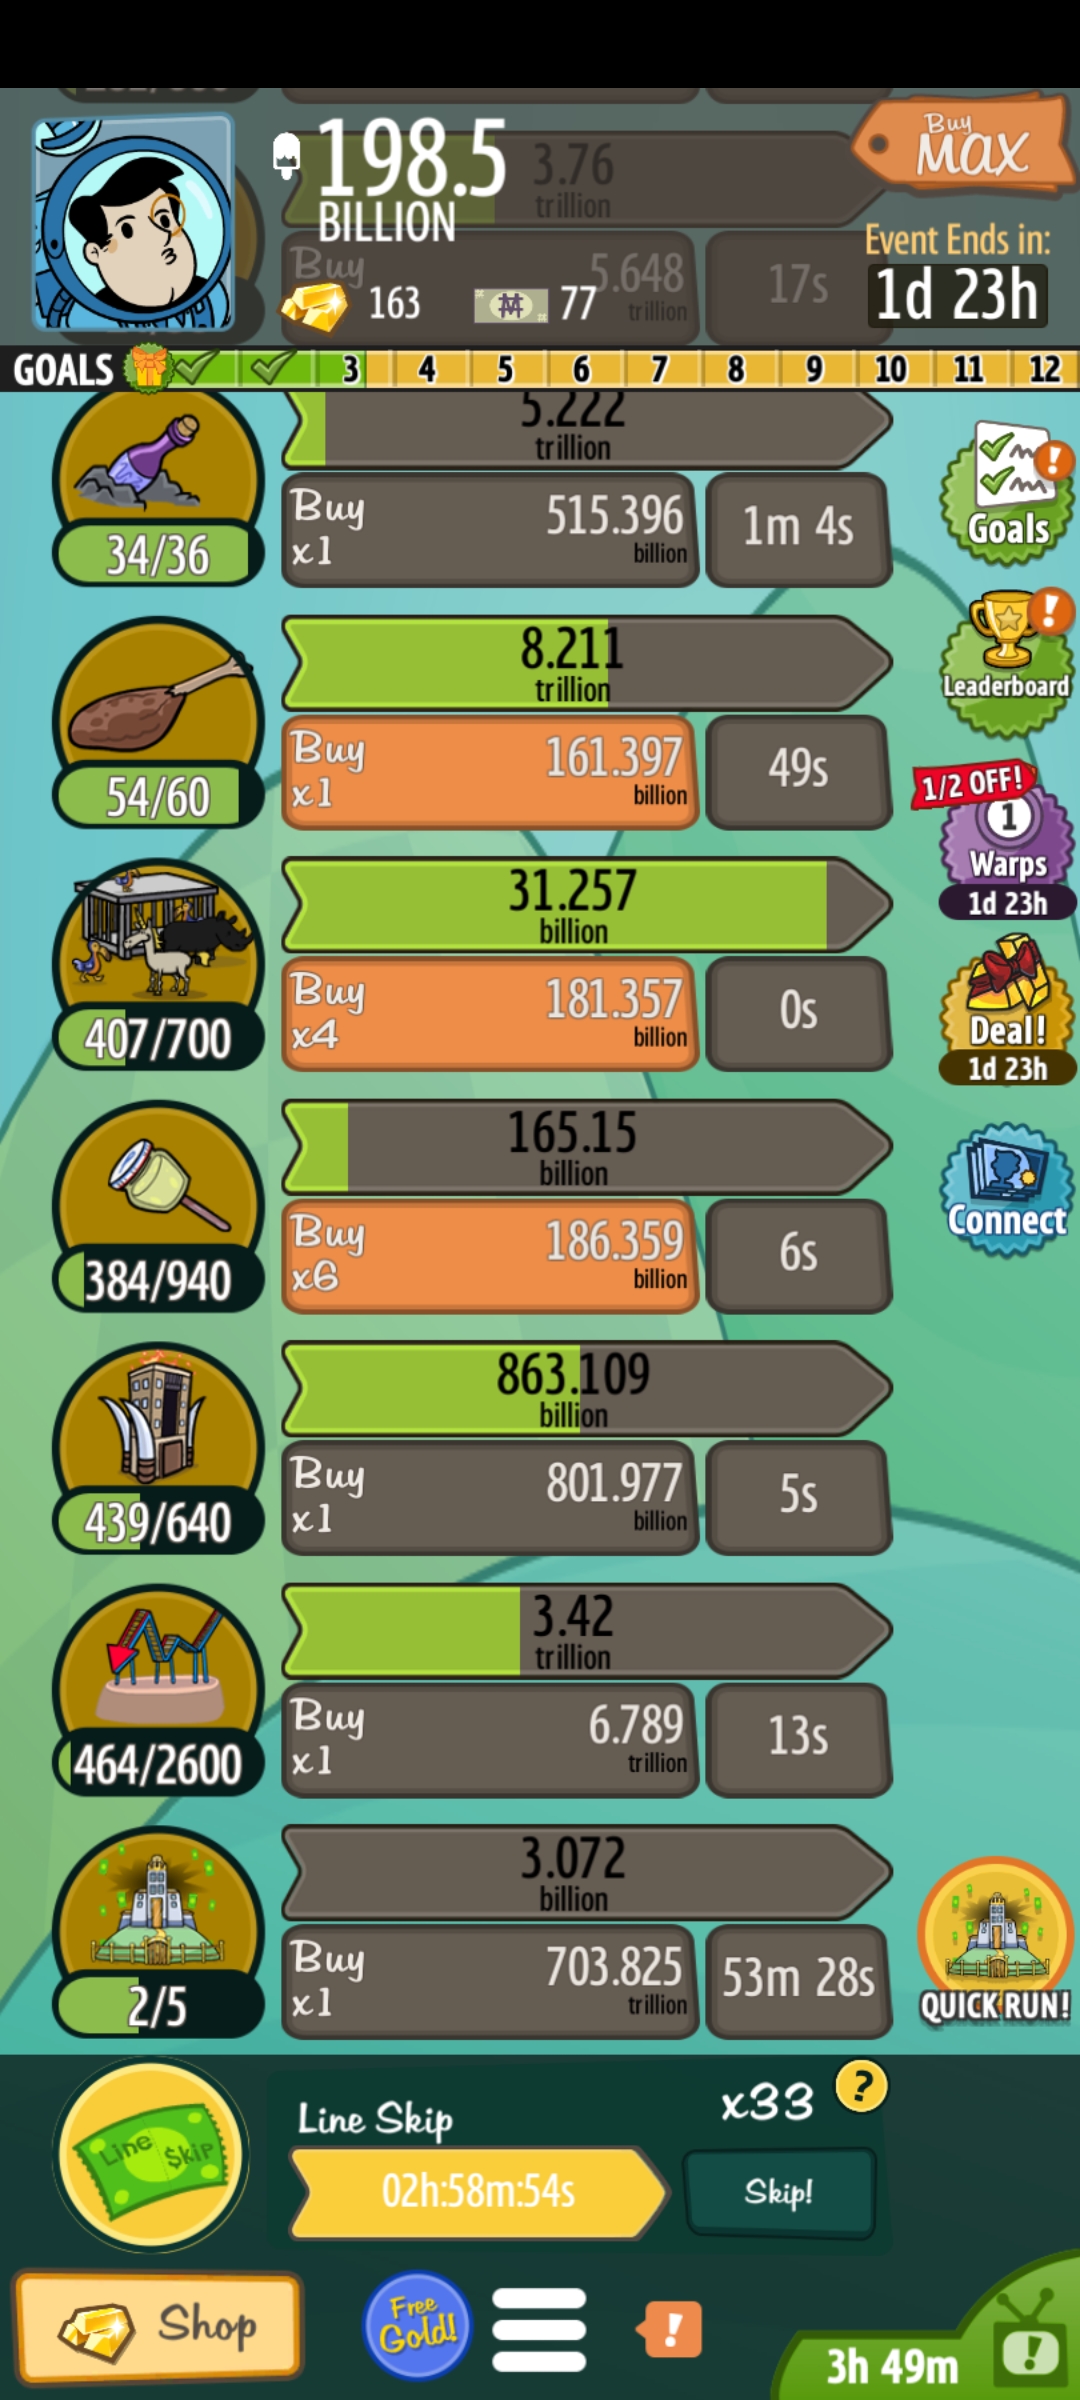 198.5
BILLION
3.76
trillion
Buy
MAX
Buy
5.648
trillion
17s
163
77
Event Ends in:
1d 23h
GOALS
3
4
5
6
7
8
9
10
11
12
5.222
trillion
34/36
Buy
x1
515.396
billion
1m 4s
Goals
8.211
trillion
54/60
Buy
x1
161.397
billion
49s
Leaderboard
1/2 OFF!
1
Warps
1d 23h
31.257
billion
407/700
Buy
x4
181.357
billion
0s
Deal!
1d 23h
165.15
billion
384/940
Buy
x6
186.359
billion
6s
Connect
863.109
billion
439/640
Buy
x1
801.977
billion
5s
3.42
trillion
464/2600
Buy
x1
6.789
trillion
13s
3.072
billion
2/5
Buy
x1
703.825
trillion
53m 28s
QUICK RUN!
Line $kip
Line Skip
x33
?
02h:58m:54s
Skip!
Shop
Free
Gold!
!
3h 49m
!